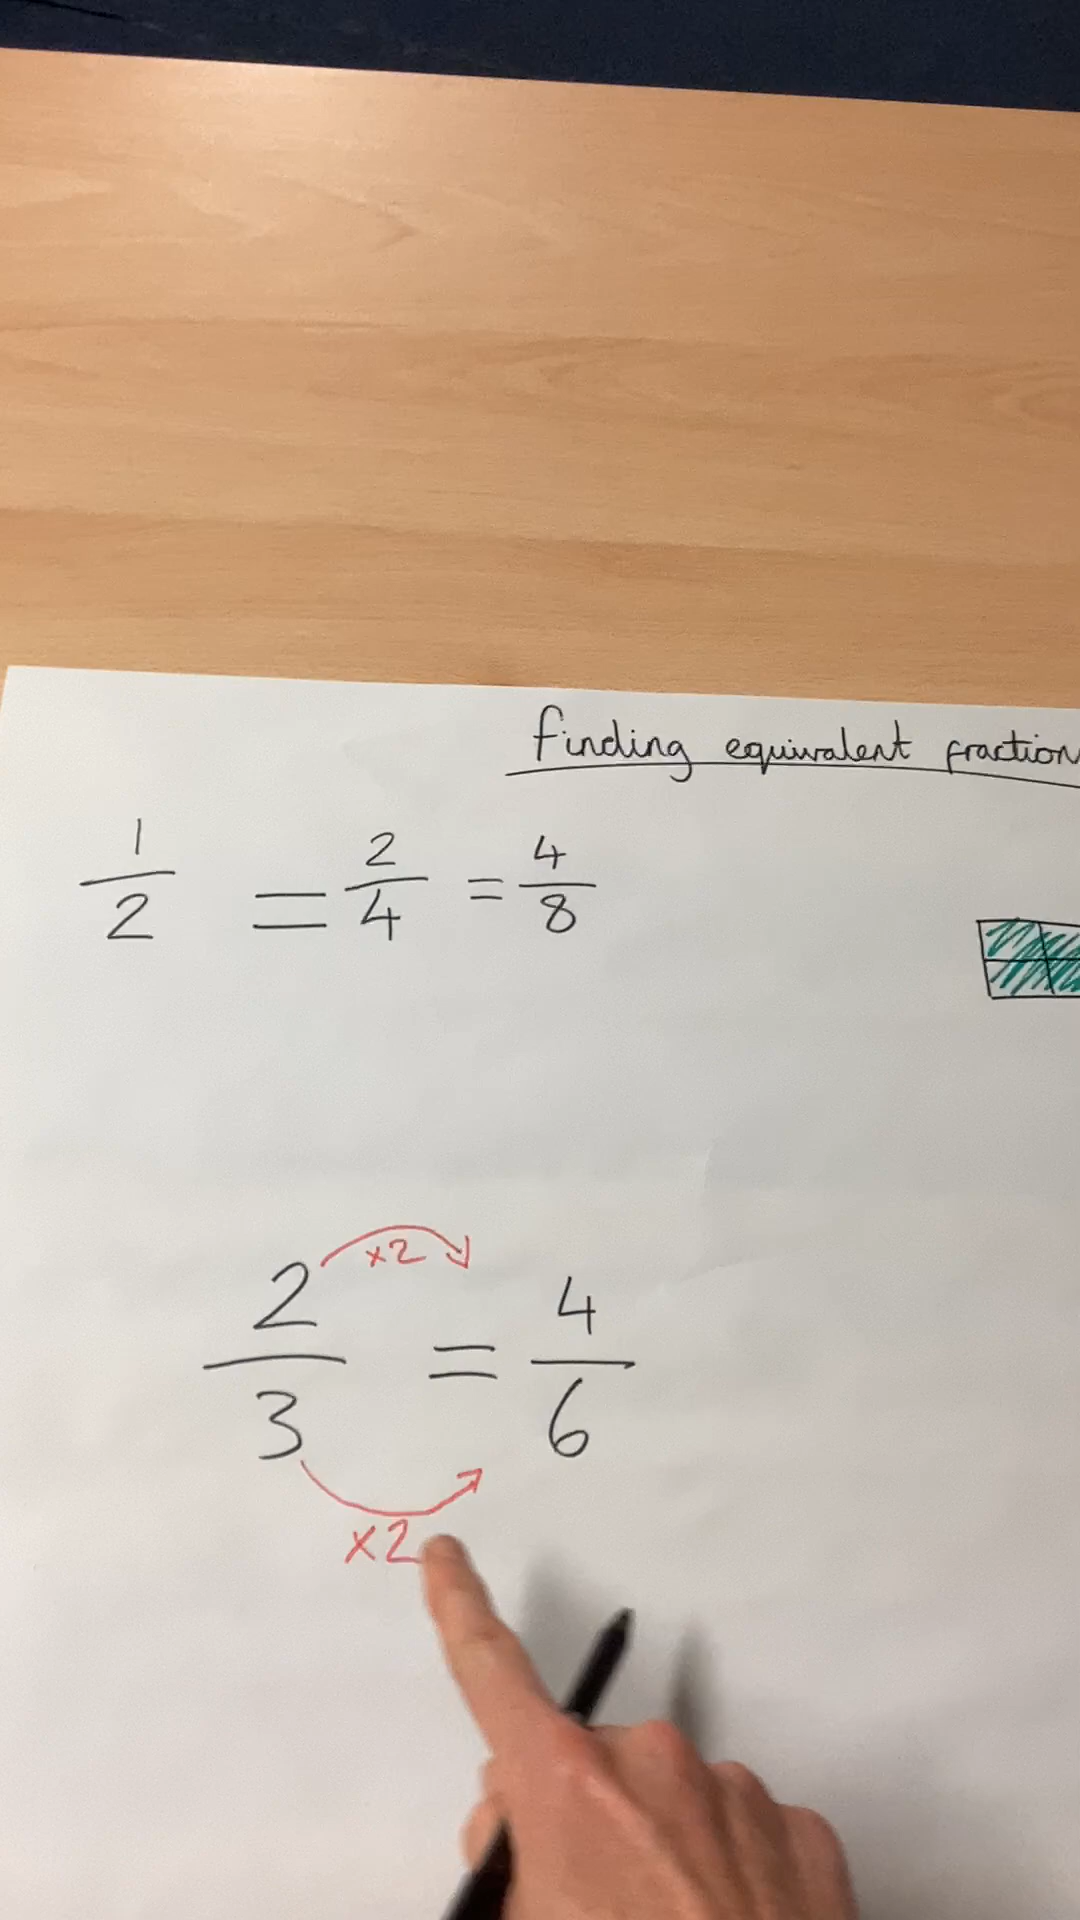 finding equivalent fraction
1/2 = 2/4 = 4/8
×2
2/3 = 4/6
×2